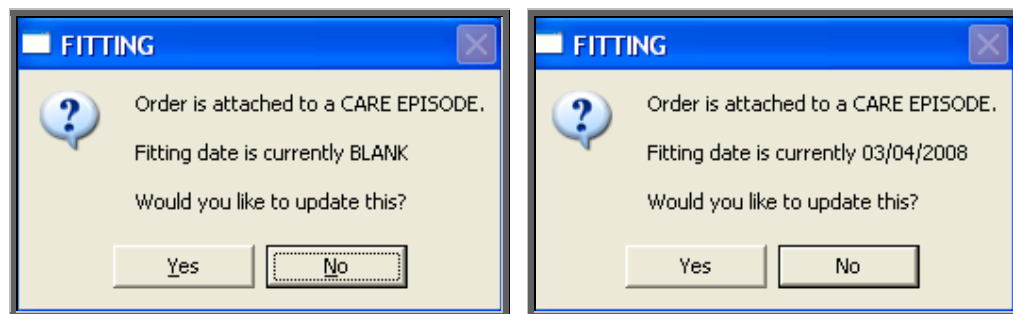 FITTING
Order is attached to a CARE EPISODE.
Fitting date is currently BLANK
Would you like to update this?
Yes
No
FITTING
Order is attached to a CARE EPISODE.
Fitting date is currently 03/04/2008
Would you like to update this?
Yes
No